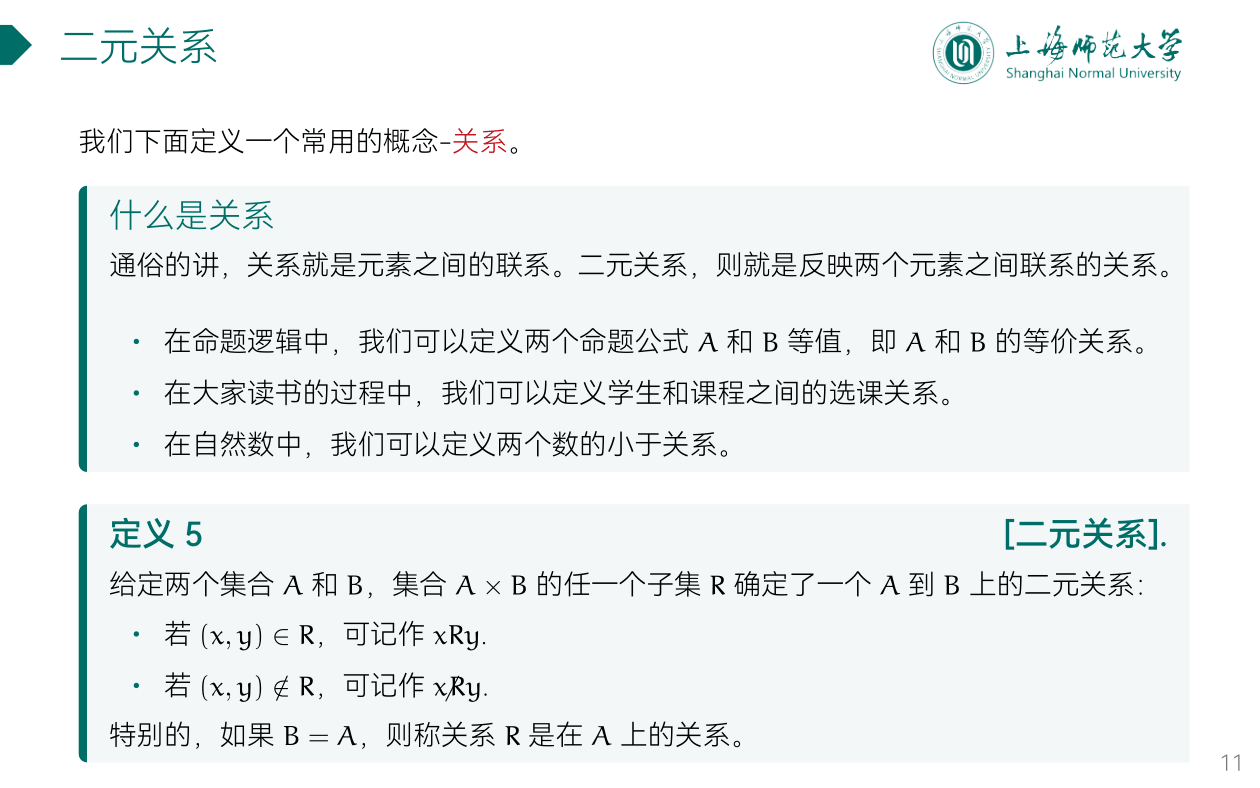 二元关系
上海师范大学
Shanghai Normal University
我们下面定义一个常用的概念–关系。
什么是关系
通俗的讲，关系就是元素之间的联系。二元关系，则就是反映两个元素之间联系的关系。
• 在命题逻辑中，我们可以定义两个命题公式 A 和 B 等值，即 A 和 B 的等价关系。
• 在大家读书的过程中，我们可以定义学生和课程之间的选课关系。
• 在自然数中，我们可以定义两个数的小于关系。
定义 5 [二元关系].
给定两个集合 A 和 B，集合 A × B 的任一个子集 R 确定了一个 A 到 B 上的二元关系：
• 若 (x, y) ∈ R，可记作 xRy.
• 若 (x, y) ∉ R，可记作 xR̸y.
特别的，如果 B = A，则称关系 R 是在 A 上的关系。
11